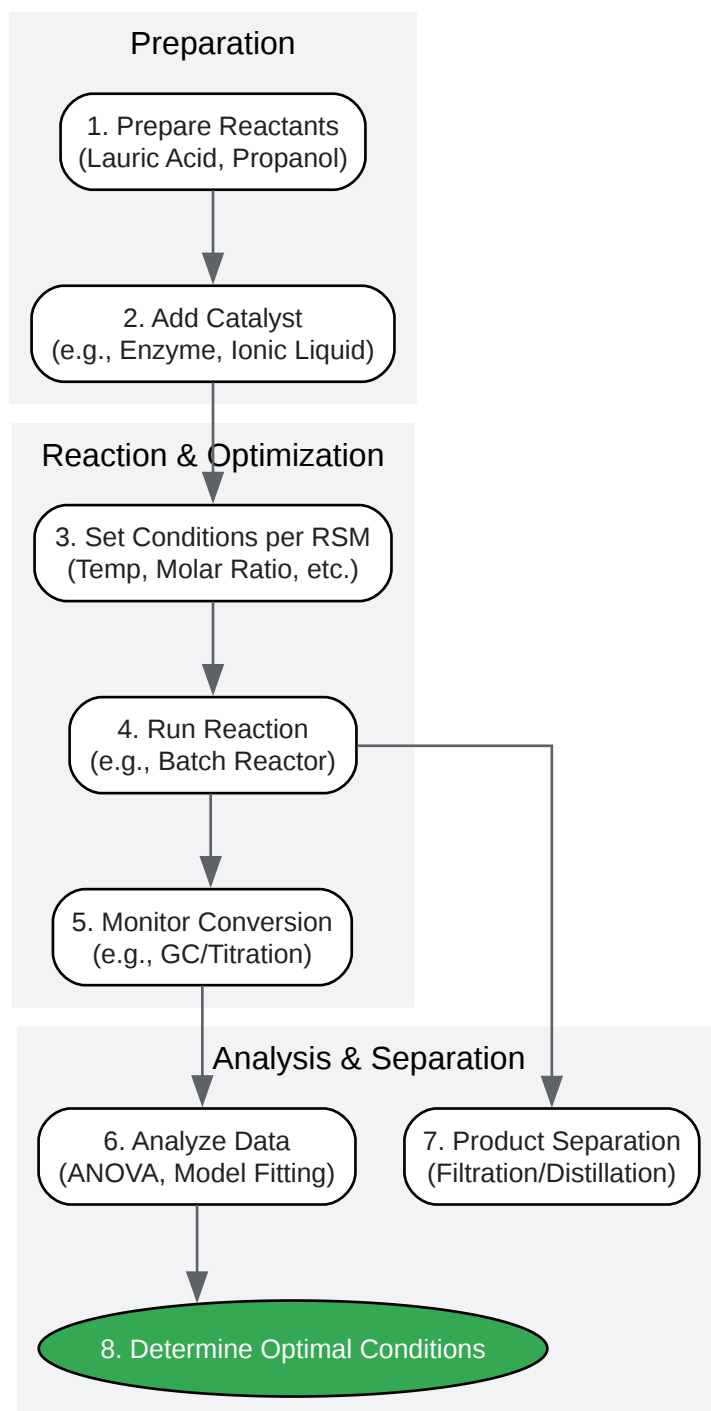 Preparation
1. Prepare Reactants
(Lauric Acid, Propanol)
2. Add Catalyst
(e.g., Enzyme, Ionic Liquid)
Reaction & Optimization
3. Set Conditions per RSM
(Temp, Molar Ratio, etc.)
4. Run Reaction
(e.g., Batch Reactor)
5. Monitor Conversion
(e.g., GC/Titration)
Analysis & Separation
6. Analyze Data
(ANOVA, Model Fitting)
7. Product Separation
(Filtration/Distillation)
8. Determine Optimal Conditions